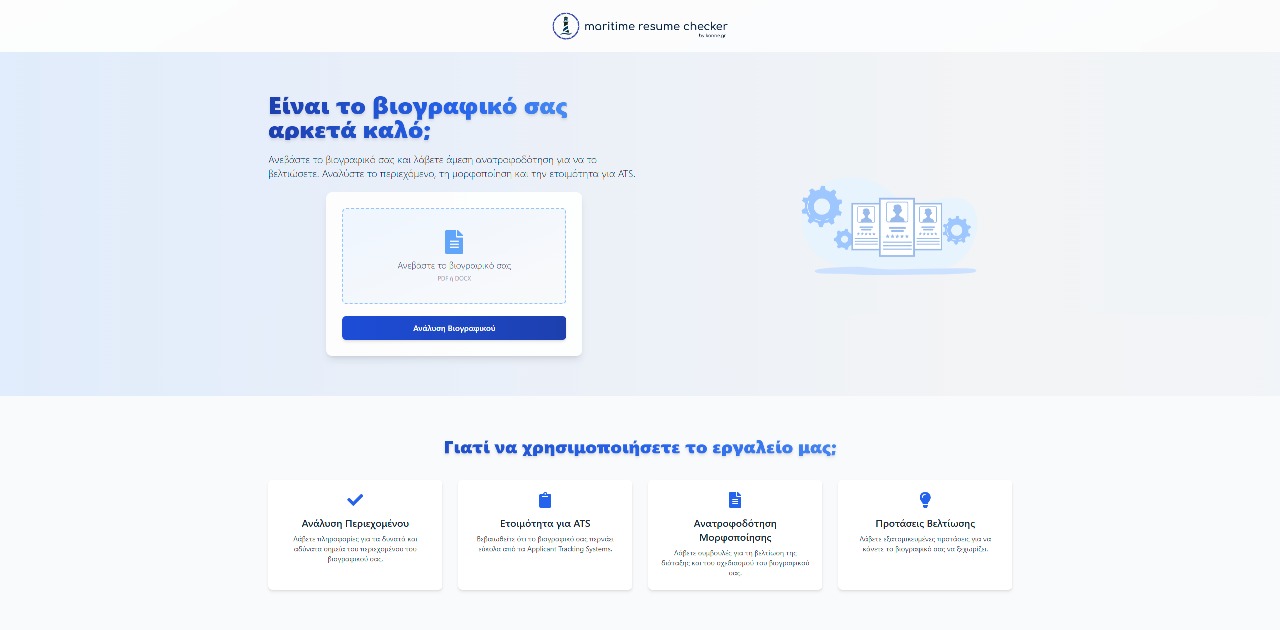 maritime resume checker
Είναι το βιογραφικό σας
αρκετά καλό;
Ανεβάστε το βιογραφικό σας και λάβετε άμεση ανατροφοδότηση για να το
βελτιώσετε. Αναλύστε το περιεχόμενο, τη μορφοποίηση και την ετοιμότητα για ATS.
Ανεβάστε το βιογραφικό σας
PDF ή DOCX
Ανάλυση Βιογραφικού
Γιατί να χρησιμοποιήσετε το εργαλείο μας;
Ανάλυση Περιεχομένου
Λάβετε πληροφορίες για τα δυνατά και
αδύνατα σημεία του περιεχομένου του
βιογραφικού σας.
Ετοιμότητα για ATS
Βεβαιωθείτε ότι το βιογραφικό σας περνάει
εύκολα από τα Applicant Tracking Systems.
Ανατροφοδότηση
Μορφοποίησης
Λάβετε συμβουλές για τη βελτίωση της
διάταξης και του σχεδιασμού του βιογραφικού
σας.
Προτάσεις Βελτίωσης
Λάβετε εξατομικευμένες προτάσεις για να
κάνετε το βιογραφικό σας να ξεχωρίζει.